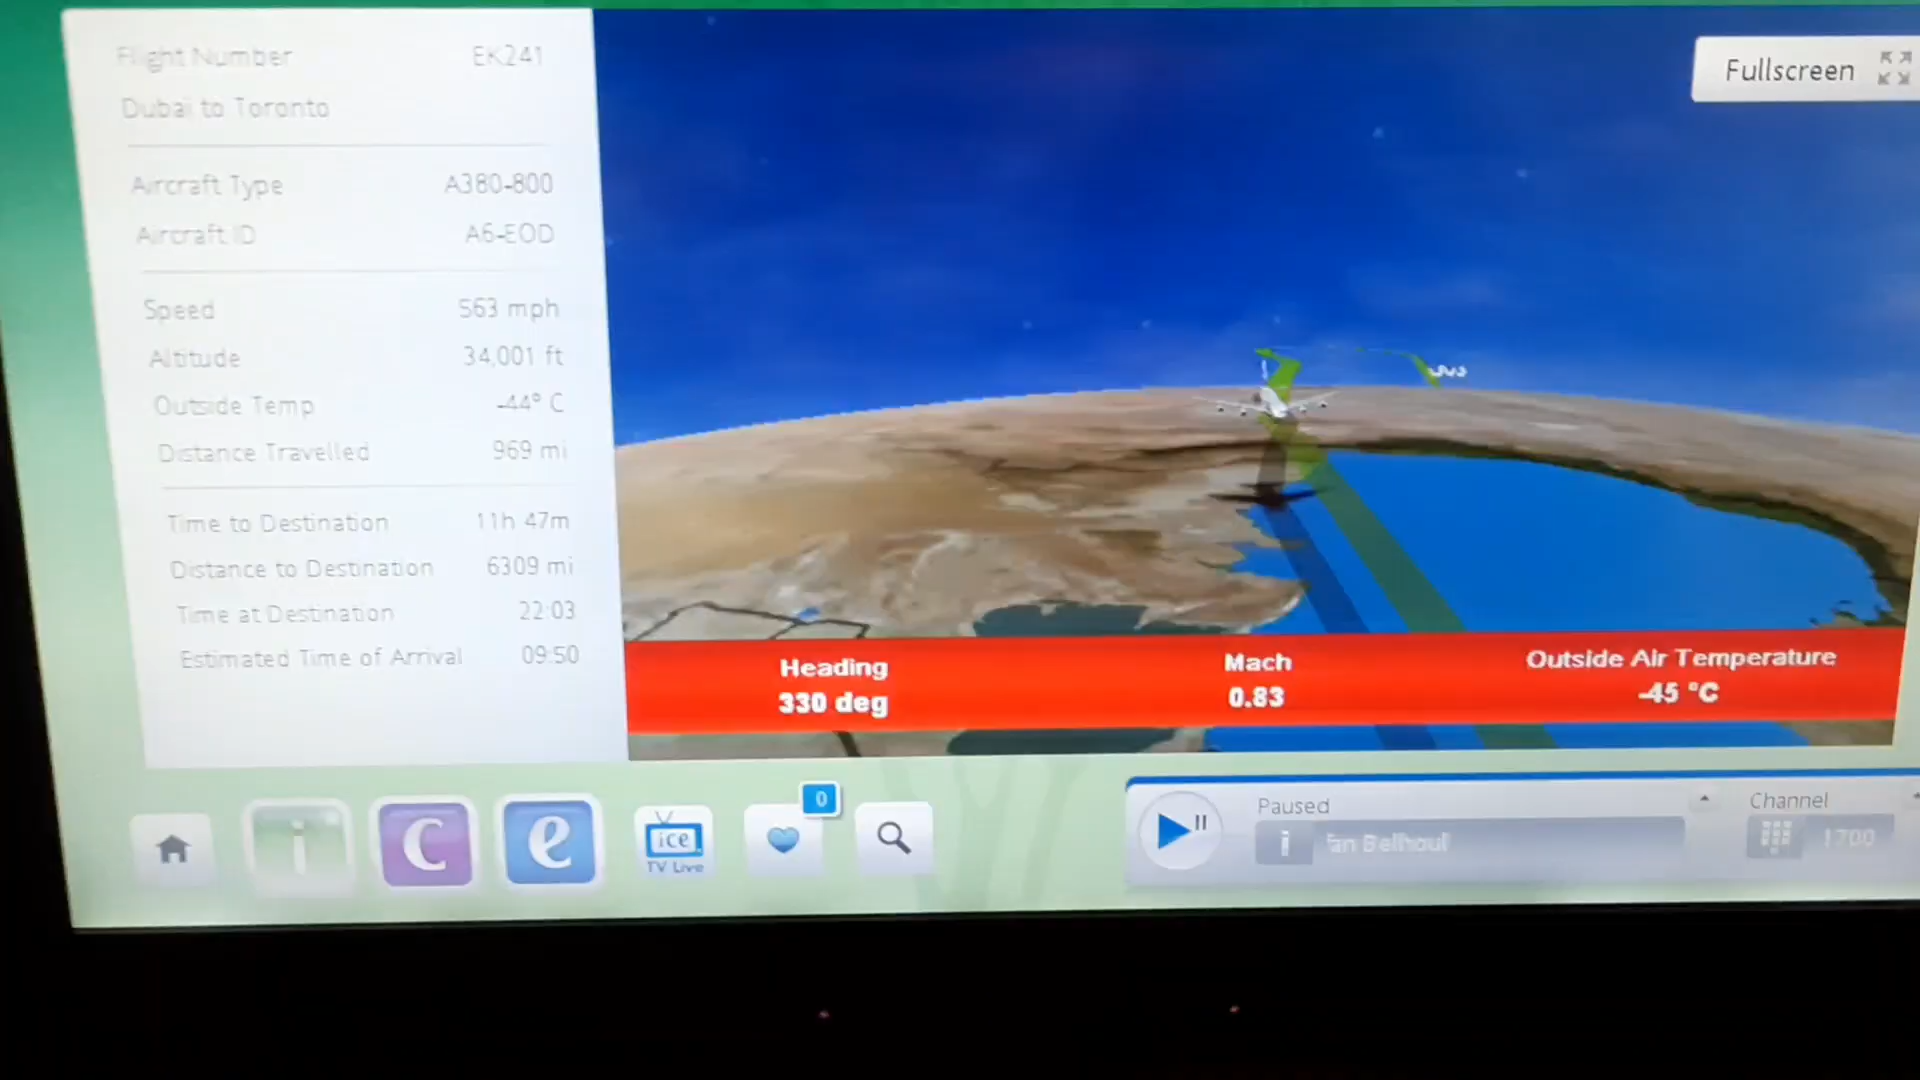 Flight Number EK241
Dubai to Toronto
Aircraft Type A380-800
Aircraft ID A6-EOD
Speed 563 mph
Altitude 34,001 ft
Outside Temp -44° C
Distance Travelled 969 mi
Time to Destination 11h 47m
Distance to Destination 6309 mi
Time at Destination 22:03
Estimated Time of Arrival 09:50
Fullscreen
Heading
330 deg
Mach
0.83
Outside Air Temperature
-45 °C
i
C
e
ice
TV Live
0
Paused
i
Channel
1700